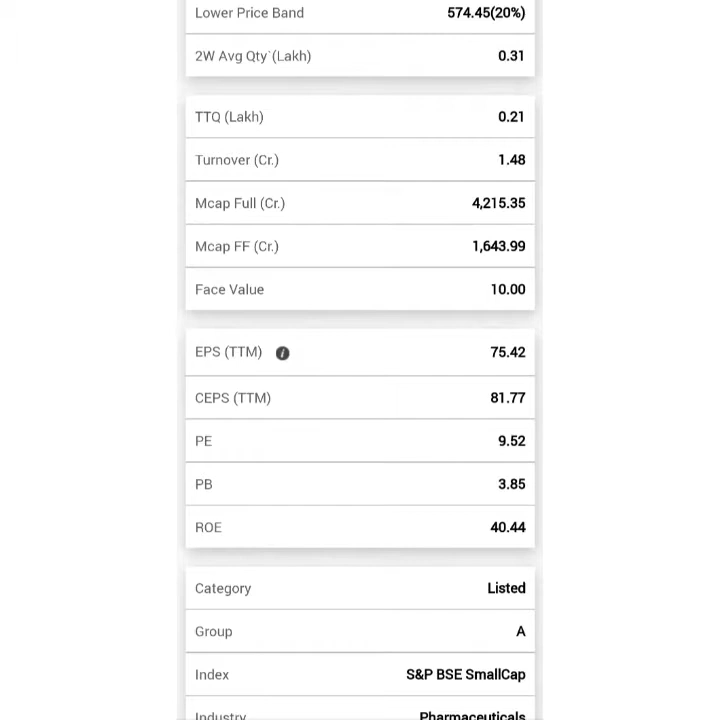 Lower Price Band 574.45(20%)
2W Avg Qty`(Lakh) 0.31
TTQ (Lakh) 0.21
Turnover (Cr.) 1.48
Mcap Full (Cr.) 4,215.35
Mcap FF (Cr.) 1,643.99
Face Value 10.00
EPS (TTM) i 75.42
CEPS (TTM) 81.77
PE 9.52
PB 3.85
ROE 40.44
Category Listed
Group A
Index S&P BSE SmallCap
Industry Pharmaceuticals